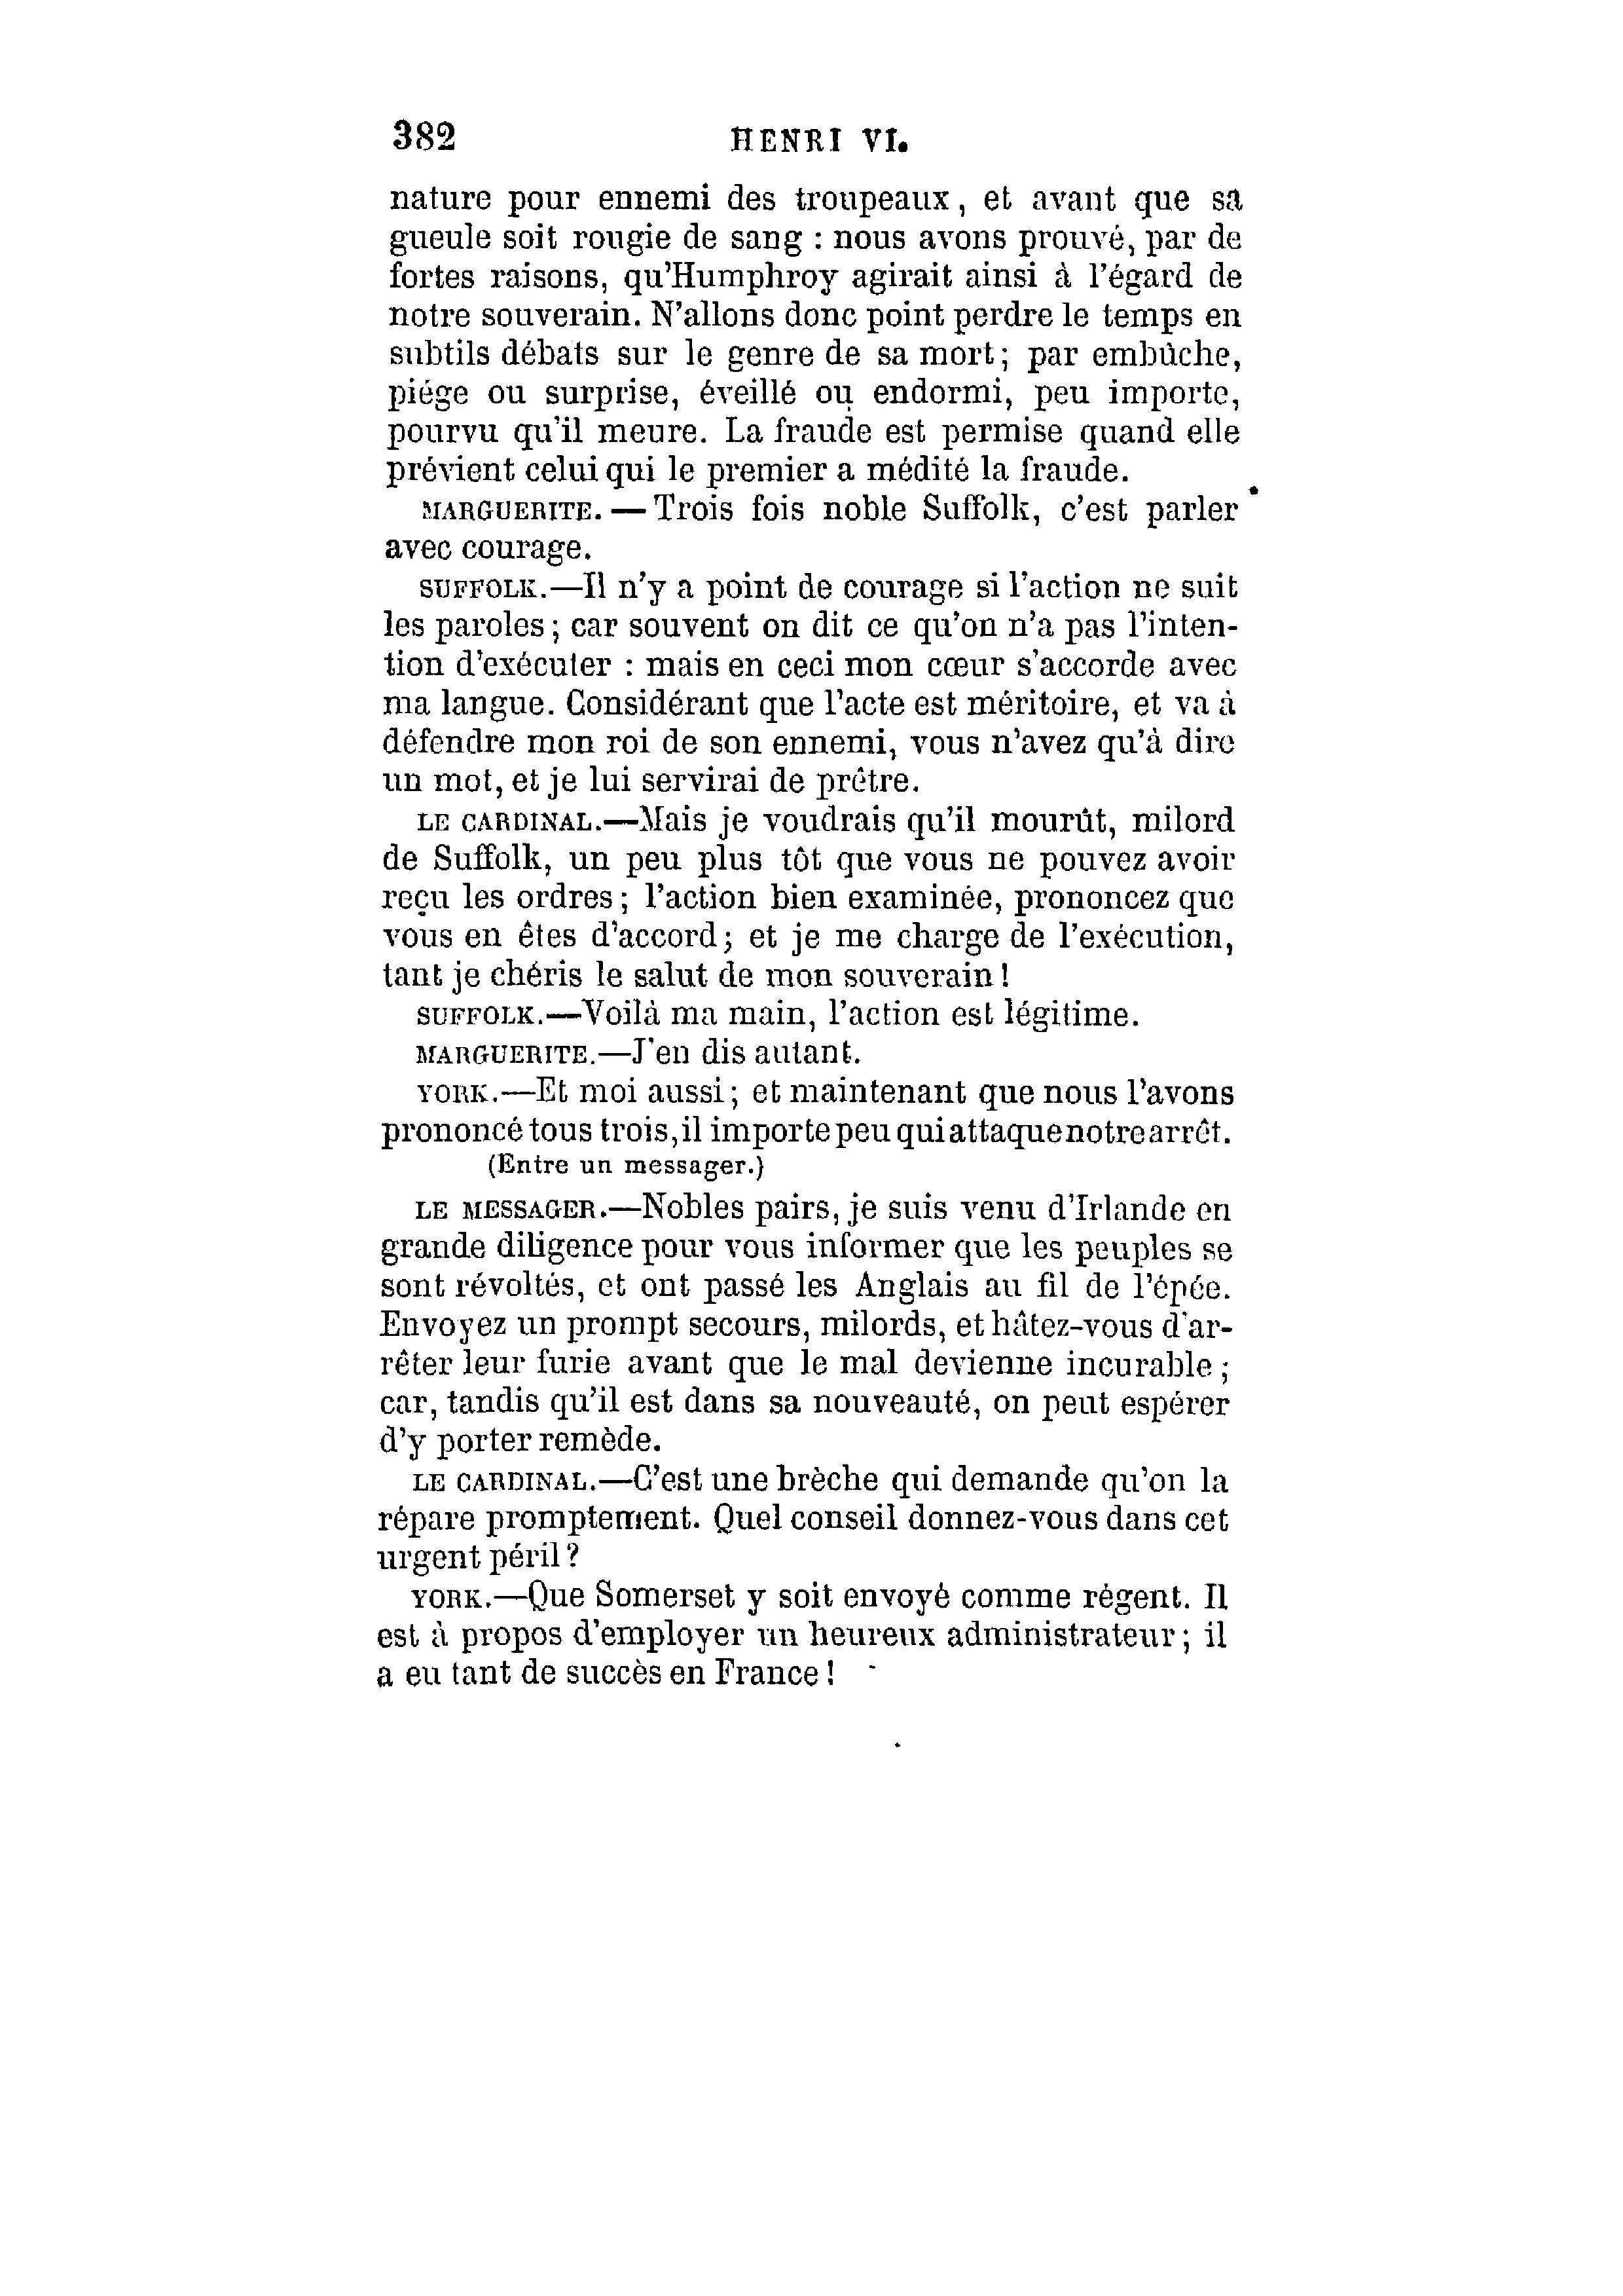 382 HENRI VI.
nature pour ennemi des troupeaux, et avant que sa
gueule soit rougie de sang : nous avons prouvé, par de
fortes raisons, qu'Humphroy agirait ainsi à l'égard de
notre souverain. N'allons donc point perdre le temps en
subtils débats sur le genre de sa mort; par embûche,
piége ou surprise, éveillé ou endormi, peu importe,
pourvu qu'il meure. La fraude est permise quand elle
prévient celui qui le premier a médité la fraude.
MARGUERITE. — Trois fois noble Suffolk, c'est parler
avec courage.
SUFFOLK.—Il n'y a point de courage si l'action ne suit
les paroles; car souvent on dit ce qu'on n'a pas l'inten-
tion d'exécuter : mais en ceci mon cœur s'accorde avec
ma langue. Considérant que l'acte est méritoire, et va à
défendre mon roi de son ennemi, vous n'avez qu'à dire
un mot, et je lui servirai de prêtre.
LE CARDINAL.—Mais je voudrais qu'il mourût, milord
de Suffolk, un peu plus tôt que vous ne pouvez avoir
reçu les ordres; l'action bien examinée, prononcez que
vous en êtes d'accord; et je me charge de l'exécution,
tant je chéris le salut de mon souverain!
SUFFOLK.—Voilà ma main, l'action est légitime.
MARGUERITE.—J'en dis autant.
YORK.—Et moi aussi; et maintenant que nous l'avons
prononcé tous trois, il importe peu qui attaque notre arrêt.
(Entre un messager.)
LE MESSAGER.—Nobles pairs, je suis venu d'Irlande en
grande diligence pour vous informer que les peuples se
sont révoltés, et ont passé les Anglais au fil de l'épée.
Envoyez un prompt secours, milords, et hâtez-vous d'ar-
rêter leur furie avant que le mal devienne incurable;
car, tandis qu'il est dans sa nouveauté, on peut espérer
d'y porter remède.
LE CARDINAL.—C'est une brèche qui demande qu'on la
répare promptement. Quel conseil donnez-vous dans cet
urgent péril?
YORK.—Que Somerset y soit envoyé comme régent. Il
est à propos d'employer un heureux administrateur; il
a eu tant de succès en France!